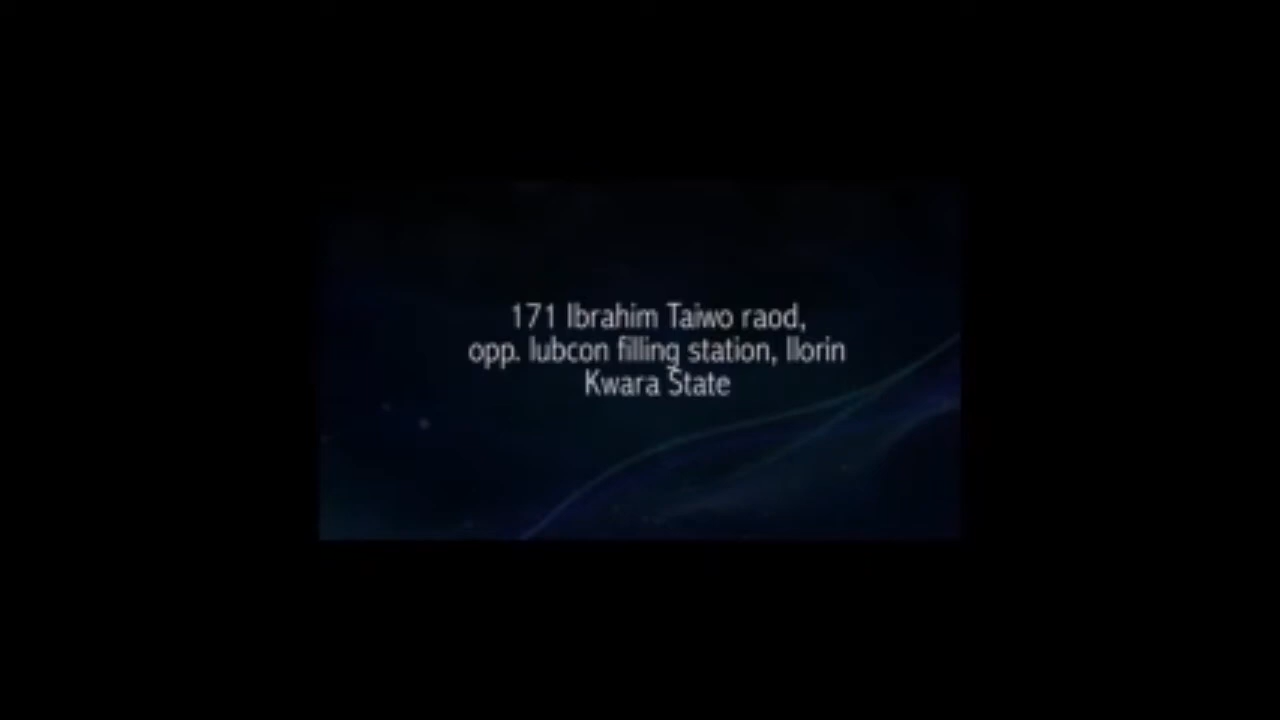 171 Ibrahim Taiwo raod,
opp. lubcon filling station, Ilorin
Kwara State